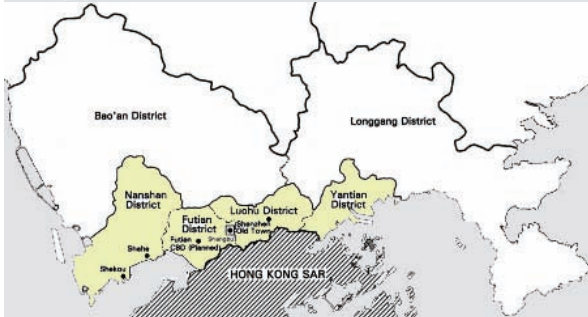 Bao'an District
Longgang District
Nanshan
District
Yantian
District
Luohu District
Futian
District
Shenzhen
Old Town
Shangbu
Futian
CBD (Planned)
Shahe
Shekou
HONG KONG SAR